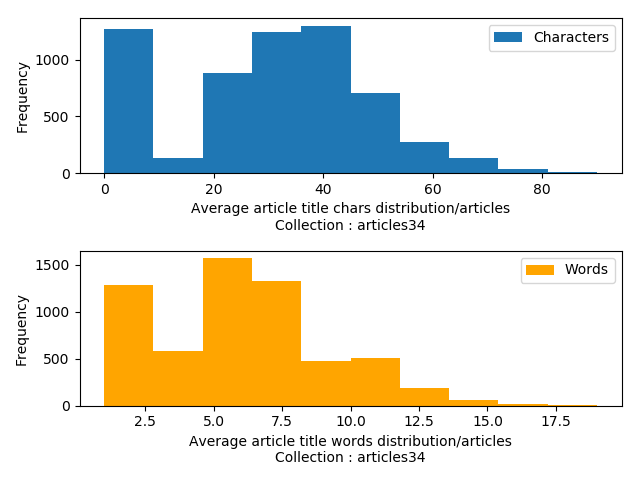 1000
500
0
Frequency
Characters
0 20 40 60 80
Average article title chars distribution/articles
Collection : articles34
1500
1000
500
0
Frequency
Words
2.5 5.0 7.5 10.0 12.5 15.0 17.5
Average article title words distribution/articles
Collection : articles34